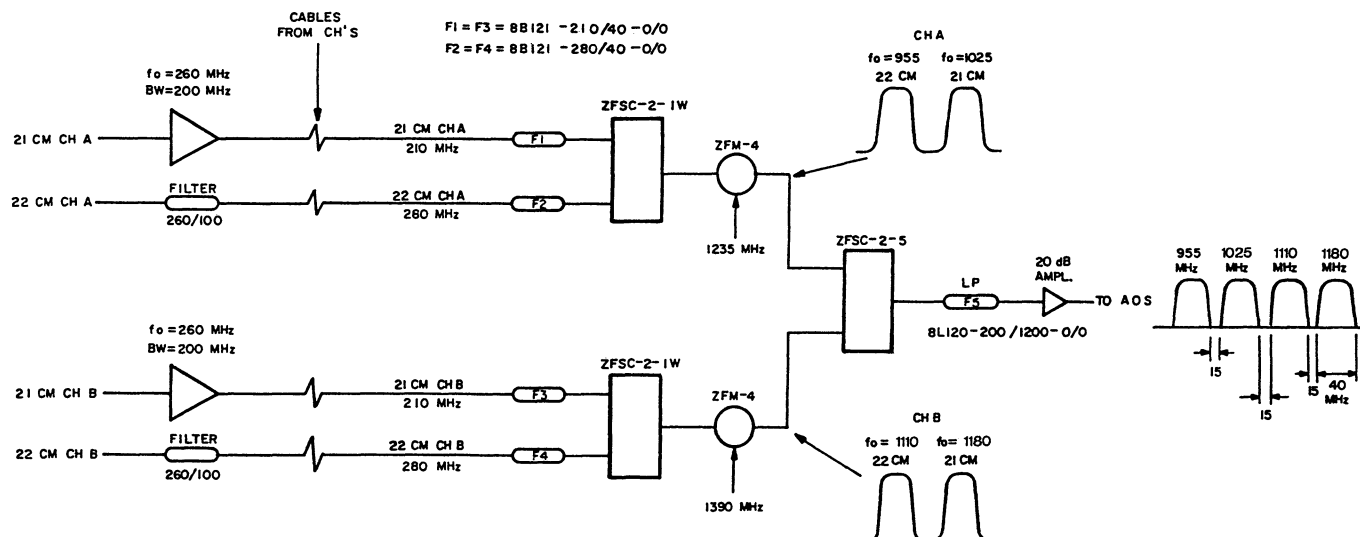 CABLES
FROM CH'S
F1 = F3 = 8B121 -210/40 -0/0
F2 = F4 = 8B121 -280/40 -0/0
fo = 260 MHz
BW = 200 MHz
21 CM CH A
21 CM CH A
210 MHz
F1
ZFSC-2-1W
FILTER
22 CM CH A
260/100
22 CM CH A
260 MHz
F2
ZFM-4
1235 MHz
CH A
fo = 955
22 CM
fo = 1025
21 CM
ZFSC-2-5
LP
F5
8L120-200 /1200-0/0
20 dB
AMPL.
TO AOS
955
MHz
1025
MHz
1110
MHz
1180
MHz
15
15
15
40
MHz
fo = 260 MHz
BW = 200 MHz
21 CM CH B
21 CM CH B
210 MHz
F3
ZFSC-2-1W
FILTER
22 CM CH B
260/100
22 CM CH B
280 MHz
F4
ZFM-4
1390 MHz
CH B
fo = 1110
22 CM
fo = 1180
21 CM